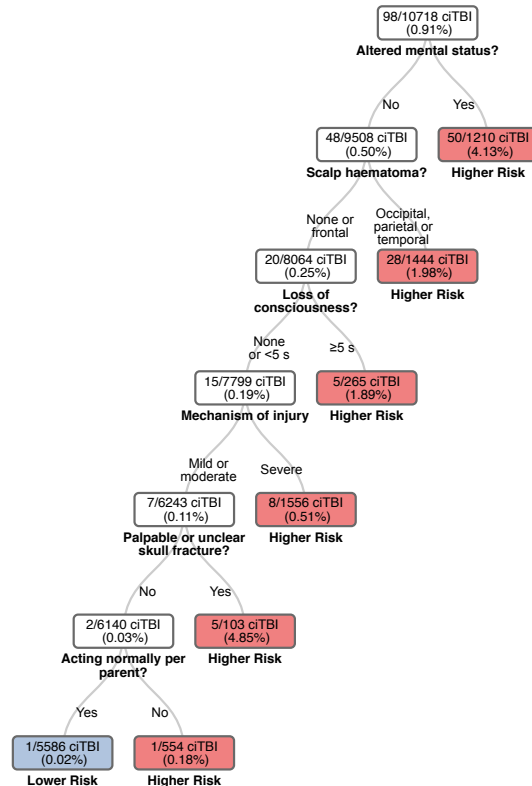 98/10718 ciTBI
(0.91%)
Altered mental status?
No
Yes
48/9508 ciTBI
(0.50%)
Scalp haematoma?
50/1210 ciTBI
(4.13%)
Higher Risk
None or
frontal
Occipital,
parietal or
temporal
20/8064 ciTBI
(0.25%)
Loss of
consciousness?
28/1444 ciTBI
(1.98%)
Higher Risk
None
or <5 s
≥5 s
15/7799 ciTBI
(0.19%)
Mechanism of injury
5/265 ciTBI
(1.89%)
Higher Risk
Mild or
moderate
Severe
7/6243 ciTBI
(0.11%)
Palpable or unclear
skull fracture?
8/1556 ciTBI
(0.51%)
Higher Risk
No
Yes
2/6140 ciTBI
(0.03%)
Acting normally per
parent?
5/103 ciTBI
(4.85%)
Higher Risk
Yes
No
1/5586 ciTBI
(0.02%)
Lower Risk
1/554 ciTBI
(0.18%)
Higher Risk